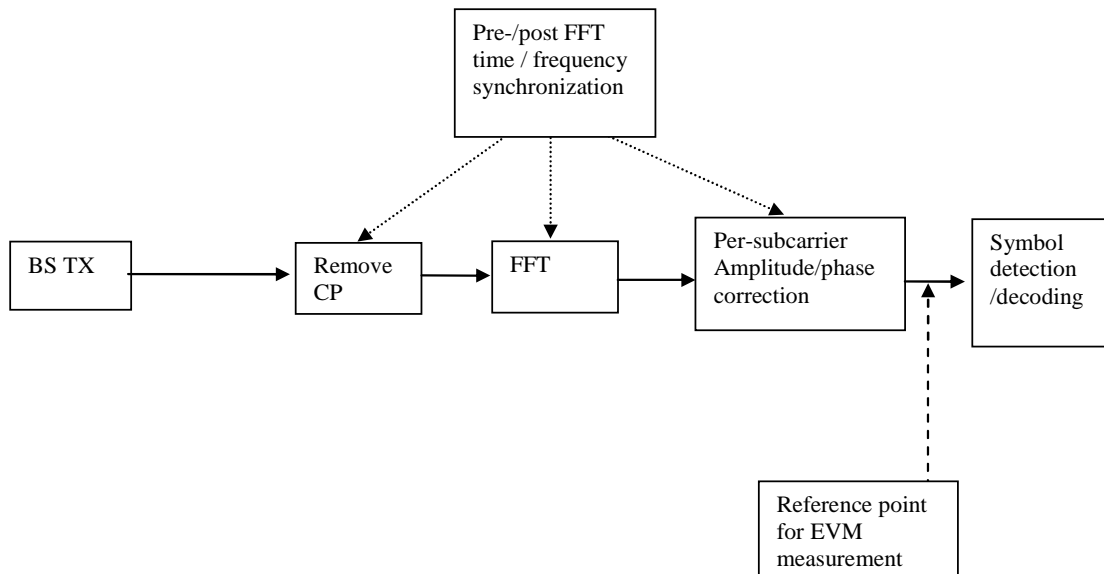 Pre-/post FFT
time / frequency
synchronization
BS TX
Remove
CP
FFT
Per-subcarrier
Amplitude/phase
correction
Symbol
detection
/decoding
Reference point
for EVM
measurement